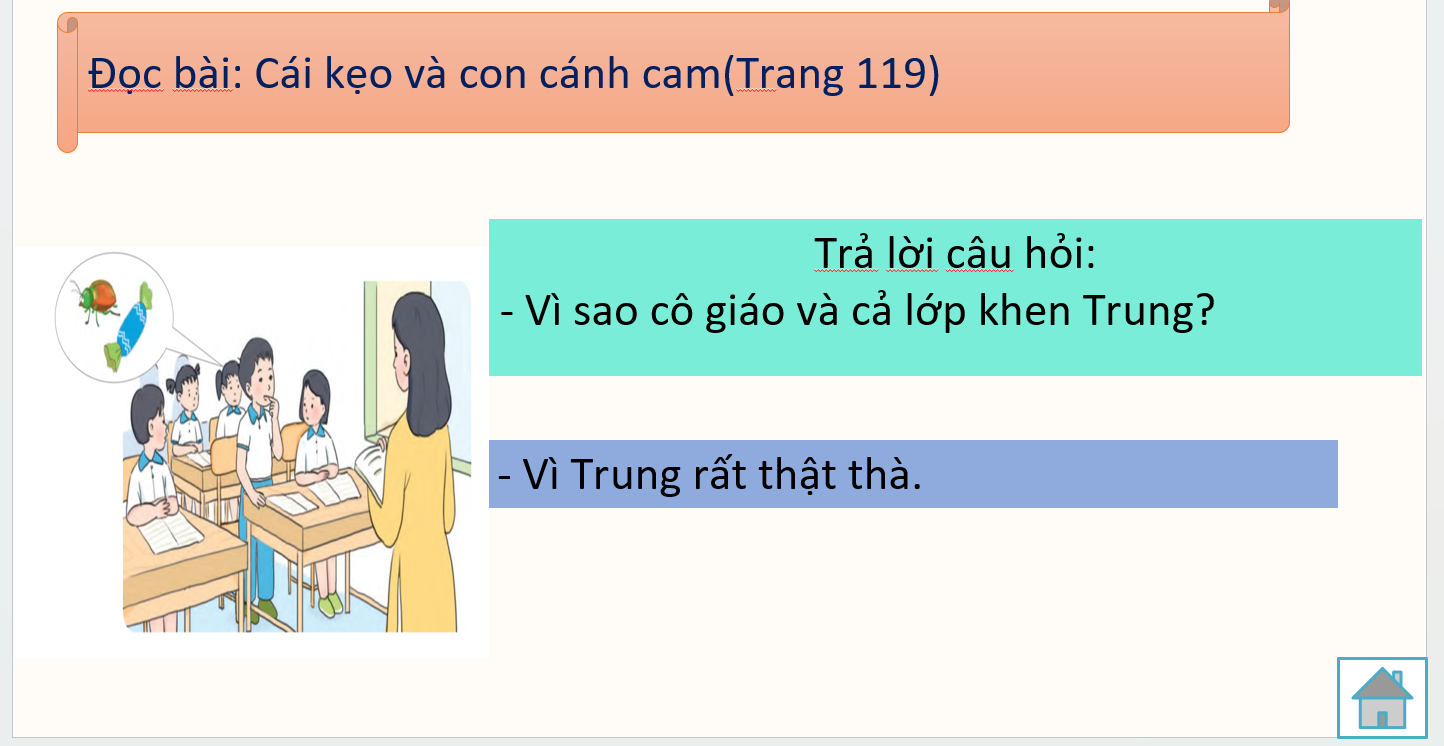 Đọc bài: Cái kẹo và con cánh cam(Trang 119)
Trả lời câu hỏi:
- Vì sao cô giáo và cả lớp khen Trung?
- Vì Trung rất thật thà.